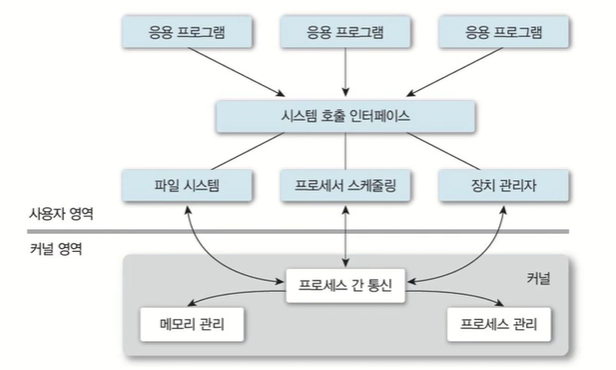 응용 프로그램
응용 프로그램
응용 프로그램
시스템 호출 인터페이스
파일 시스템
프로세서 스케줄링
장치 관리자
사용자 영역
커널 영역
커널
프로세스 간 통신
메모리 관리
프로세스 관리